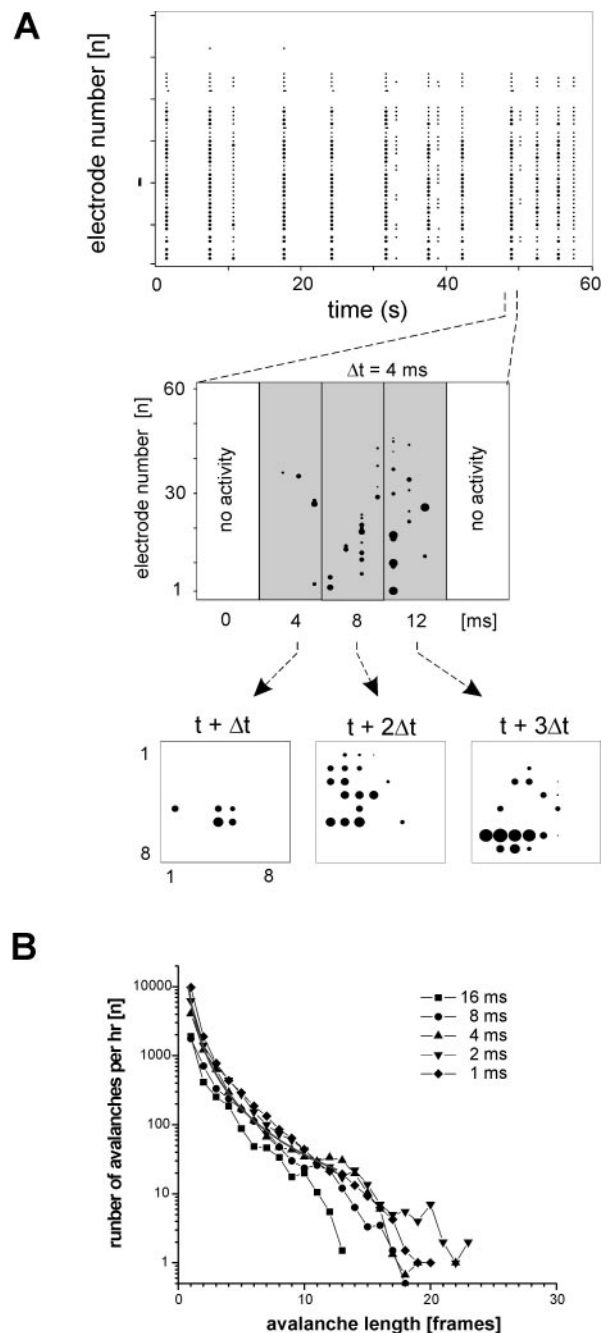 A
electrode number [n]
0
20
40
60
time (s)
Δt = 4 ms
electrode number [n]
60
30
1
no activity
no activity
0
4
8
12
[ms]
t + Δt
t + 2Δt
t + 3Δt
1
8
1
8
B
runber of avalanches per hr [n]
10000
1000
100
10
1
16 ms
8 ms
4 ms
2 ms
1 ms
0
10
20
30
avalanche length [frames]